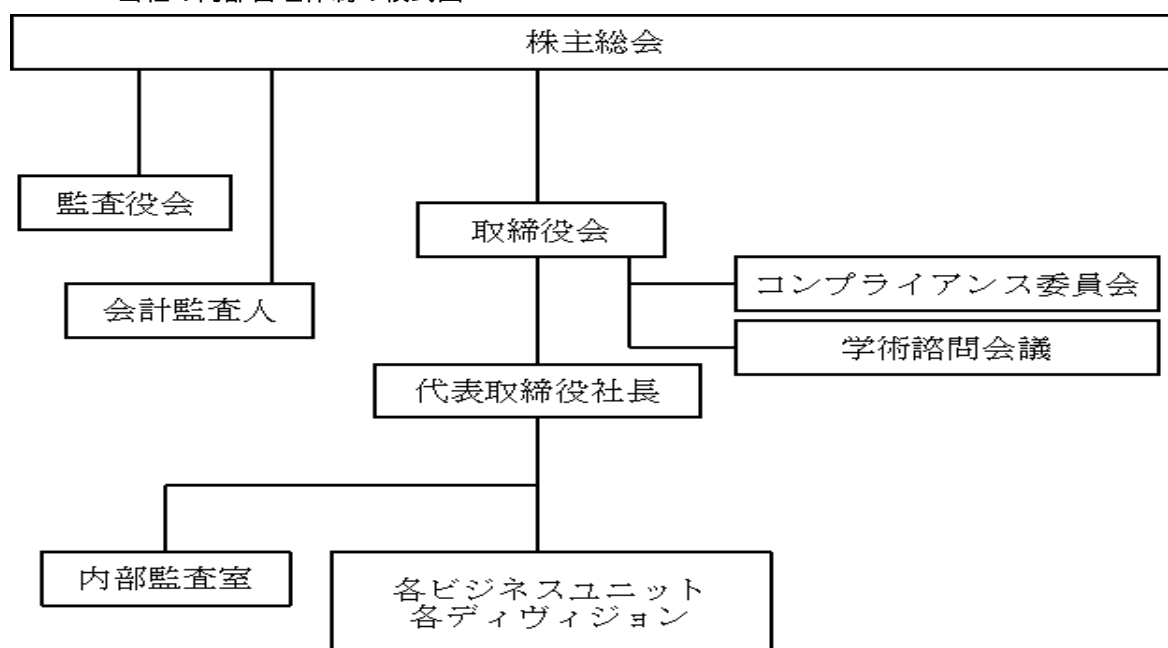 株主総会
監査役会
取締役会
コンプライアンス委員会
会計監査人
学術諮問会議
代表取締役社長
内部監査室
各ビジネスユニット
各ディヴィジョン